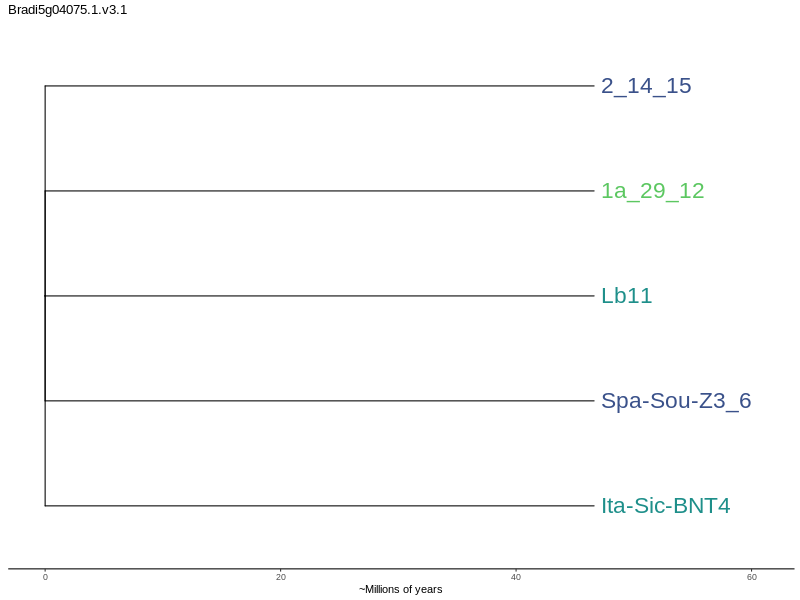 Bradi5g04075.1.v3.1
2_14_15
1a_29_12
Lb11
Spa-Sou-Z3_6
Ita-Sic-BNT4
0 20 40 60
~Millions of years